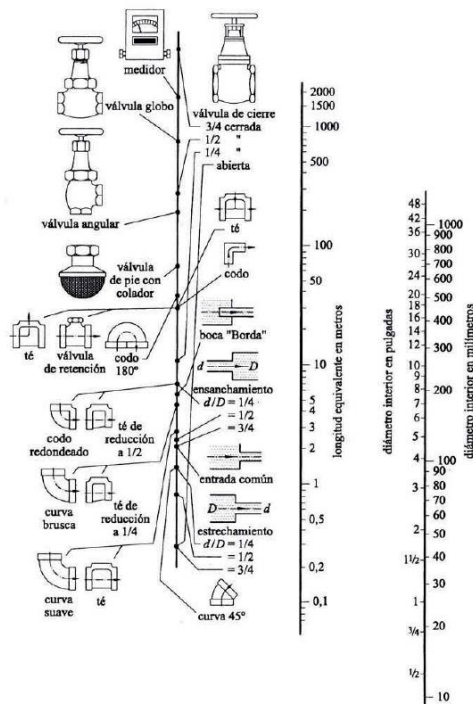 medidor
válvula globo
válvula de cierre
3/4 cerrada
1/2 "
1/4 "
abierta
válvula angular
té
codo
válvula
de pie con
colador
té
válvula
de retención
codo
180°
boca "Borda"
d
D
ensanchamiento
d/D = 1/4
= 1/2
= 3/4
codo
redondeado
té de
reducción
a 1/2
entrada común
curva
brusca
té de
reducción
a 1/4
D
d
estrechamiento
d/D = 1/4
= 1/2
= 3/4
curva
suave
té
curva 45°
2000
1500
1000
500
100
50
10
5
4
3
2
1
0,5
0,2
0,1
longitud equivalente en metros
diámetro interior en pulgadas
48
42
36
30
24
20
18
16
14
12
10
9
8
7
6
5
4
3½
3
2
1½
1
3/4
1/2
1000
900
800
700
600
500
400
300
200
100
90
80
70
60
50
40
30
20
10
diámetro interior en milímetros